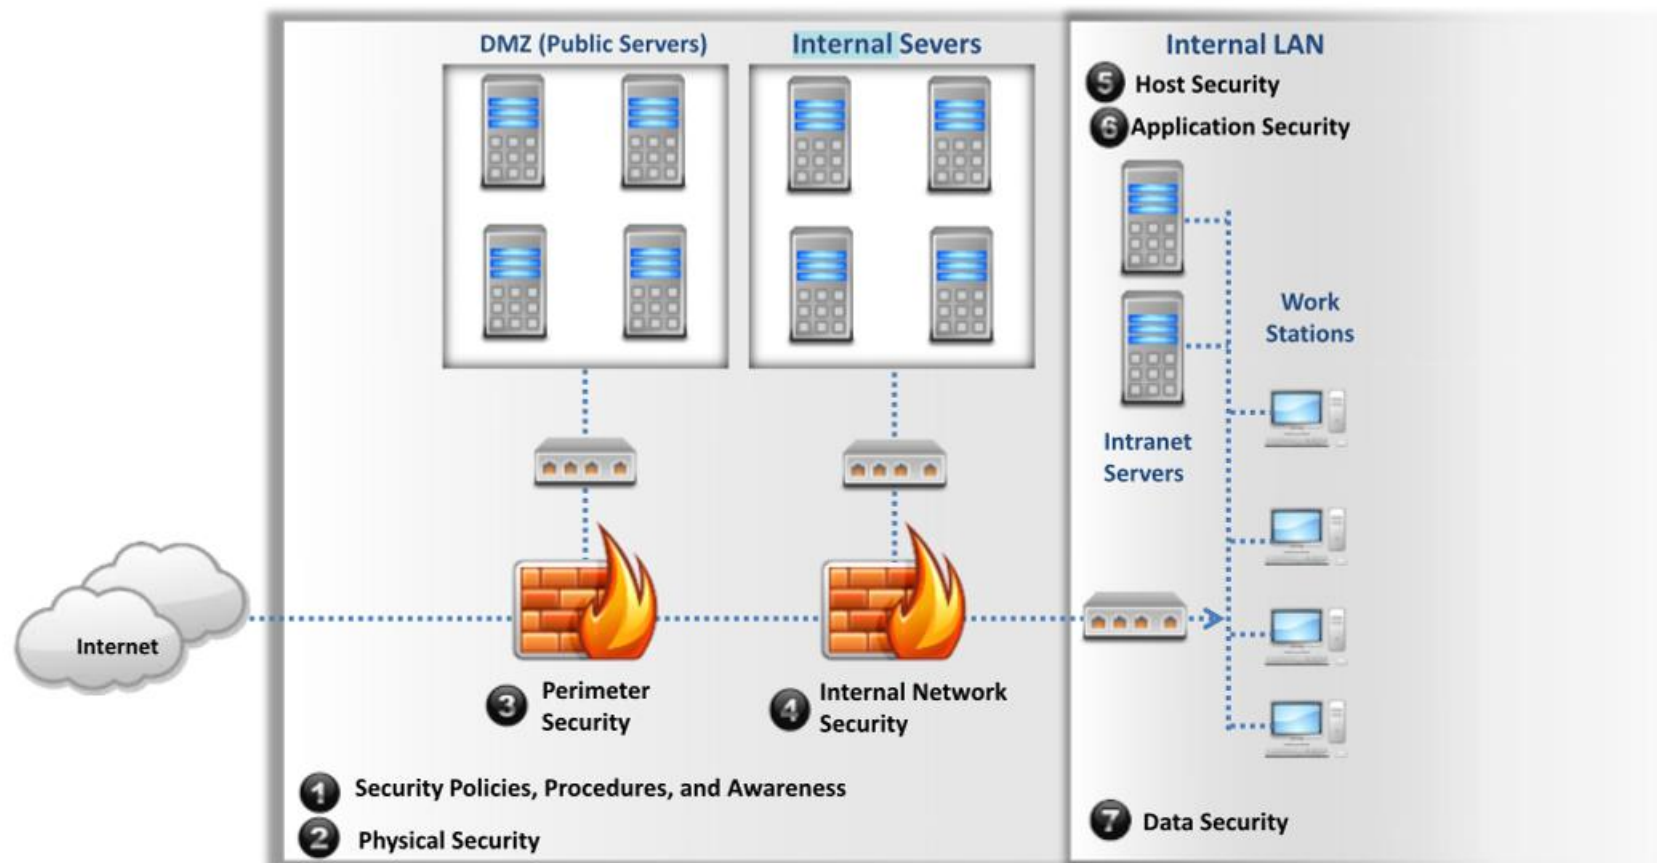 DMZ (Public Servers)
Internal Severs
Internal LAN
5 Host Security
6 Application Security
Work
Stations
Intranet
Servers
Internet
3 Perimeter
Security
4 Internal Network
Security
1 Security Policies, Procedures, and Awareness
2 Physical Security
7 Data Security